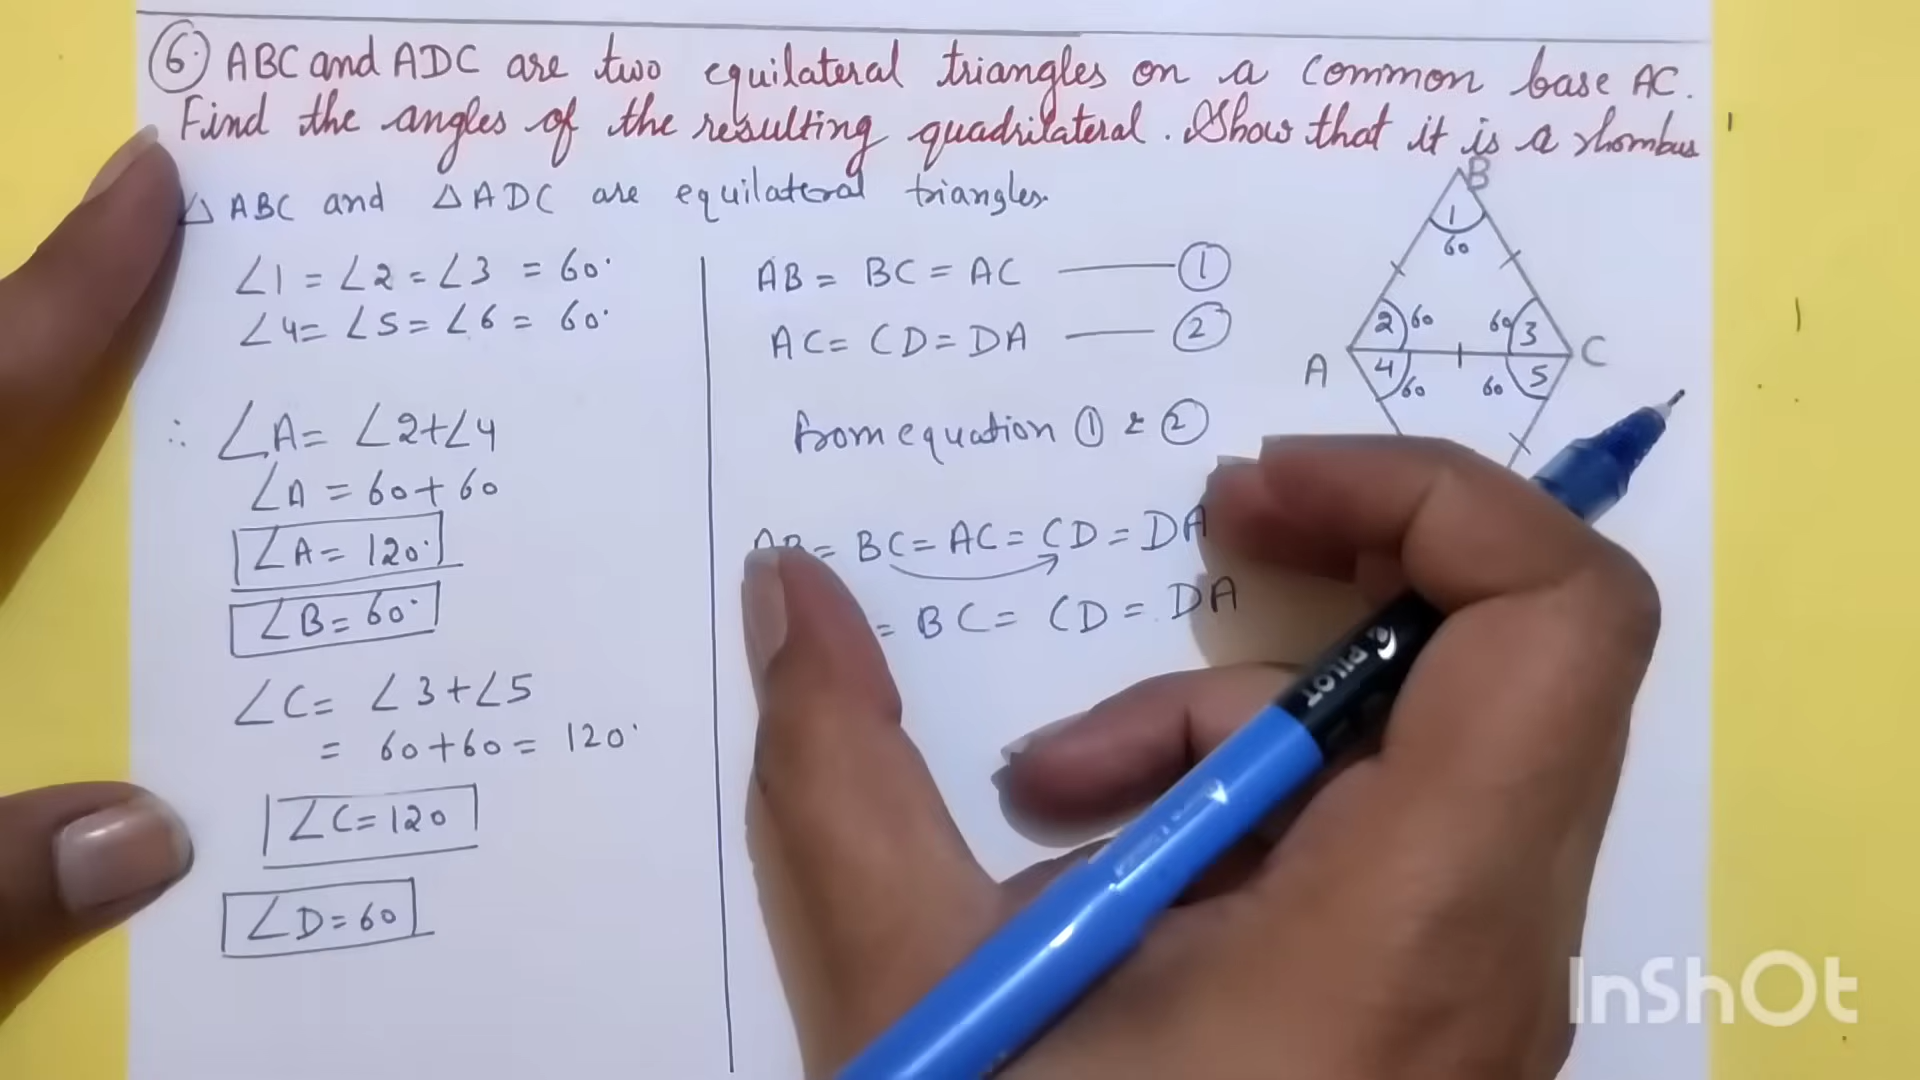 6. ABC and ADC are two equilateral triangles on a common base AC.
Find the angles of the resulting quadrilateral. Show that it is a rhombus
△ ABC and △ ADC are equilateral triangles.
∠1 = ∠2 = ∠3 = 60°
∠4 = ∠5 = ∠6 = 60°
∴ ∠A = ∠2+∠4
∠A = 60+60
∠A = 120°
∠B = 60°
∠C = ∠3+∠5
= 60+60 = 120°
∠C = 120
∠D = 60
AB = BC = AC —— 1
AC = CD = DA —— 2
from equation 1 & 2
AB = BC = AC = CD = DA
= BC = CD = DA
B
1
60
2 60 60 3
A C
4 60 60 5
PILOT
InShOt